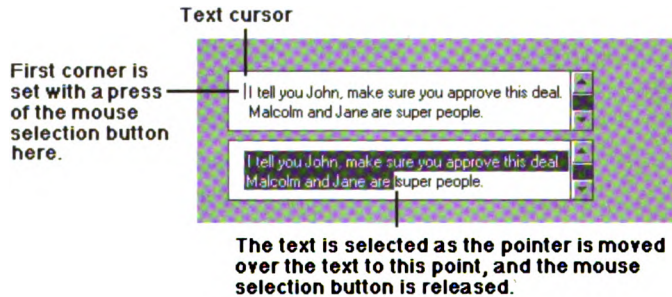 Text cursor
First corner is
set with a press
of the mouse
selection button
here.
I tell you John, make sure you approve this deal.
Malcolm and Jane are super people.
I tell you John, make sure you approve this deal.
Malcolm and Jane are super people.
The text is selected as the pointer is moved
over the text to this point, and the mouse
selection button is released.